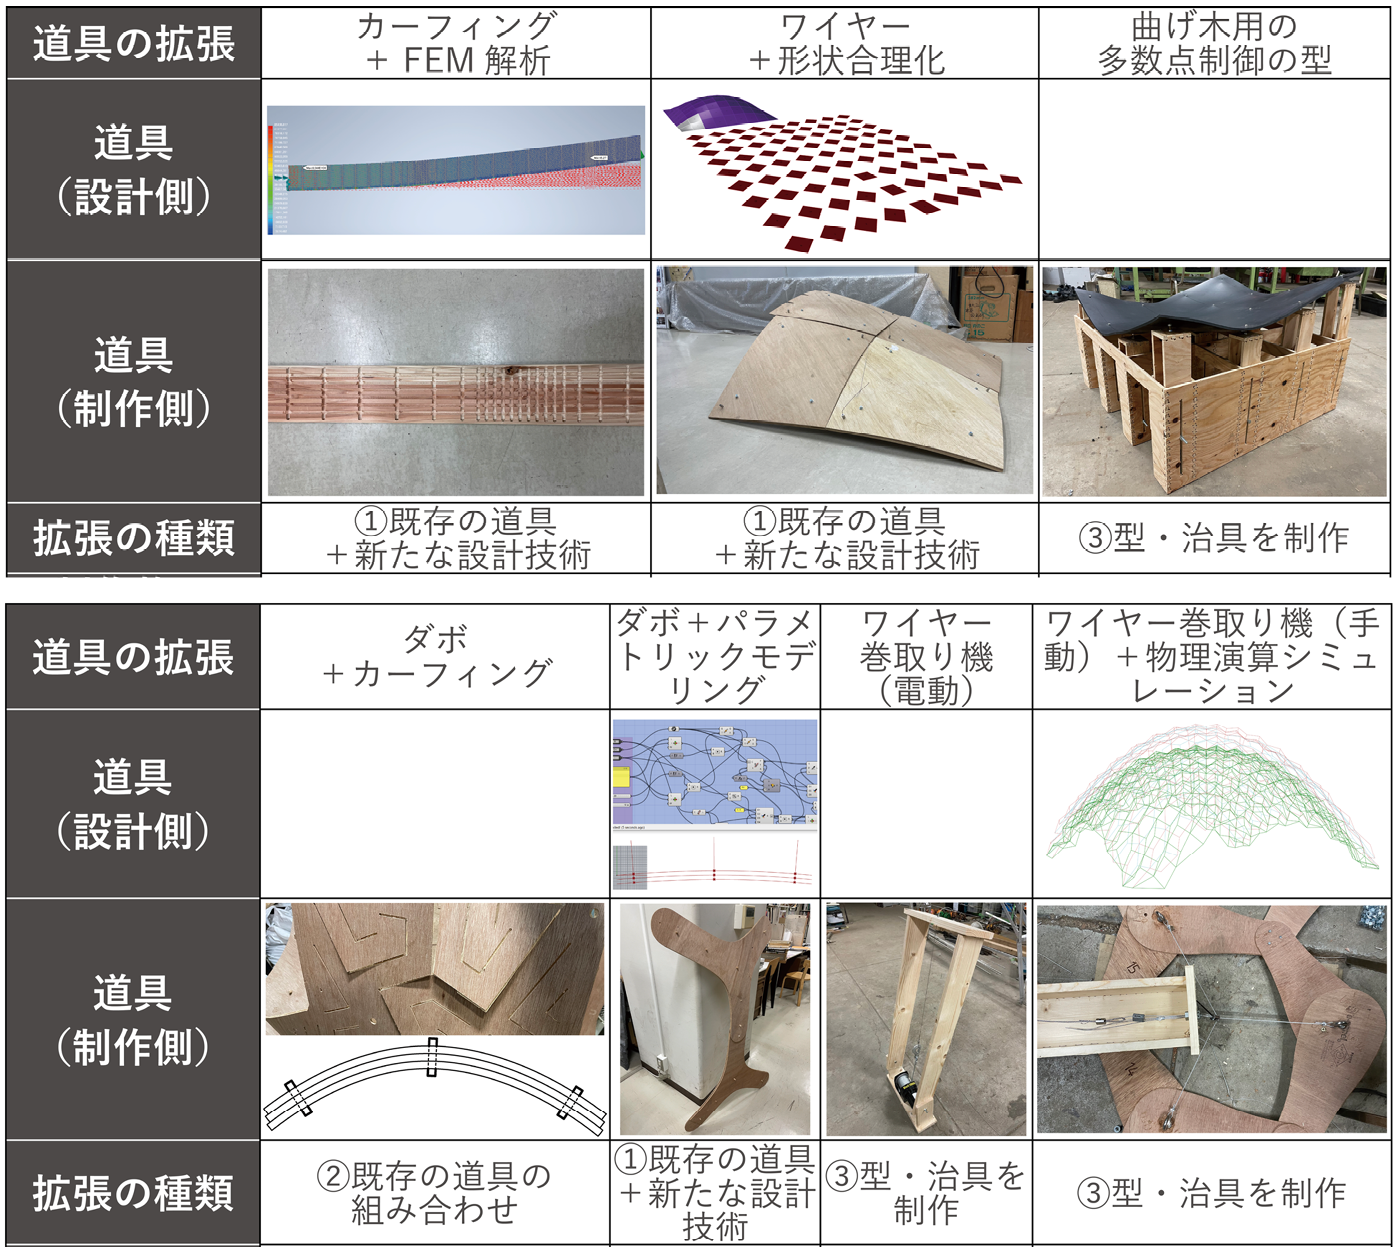 道具の拡張
カーフィング
＋ FEM 解析
ワイヤー
＋形状合理化
曲げ木用の
多数点制御の型
道具
（設計側）
道具
（制作側）
拡張の種類
①既存の道具
＋新たな設計技術
①既存の道具
＋新たな設計技術
③型・治具を制作
道具の拡張
ダボ
＋カーフィング
ダボ＋パラメ
トリックモデ
リング
ワイヤー
巻取り機
（電動）
ワイヤー巻取り機（手
動）＋物理演算シミュ
レーション
道具
（設計側）
道具
（制作側）
15
14
拡張の種類
②既存の道具の
組み合わせ
①既存の道具
＋新たな設計
技術
③型・治具を
制作
③型・治具を制作